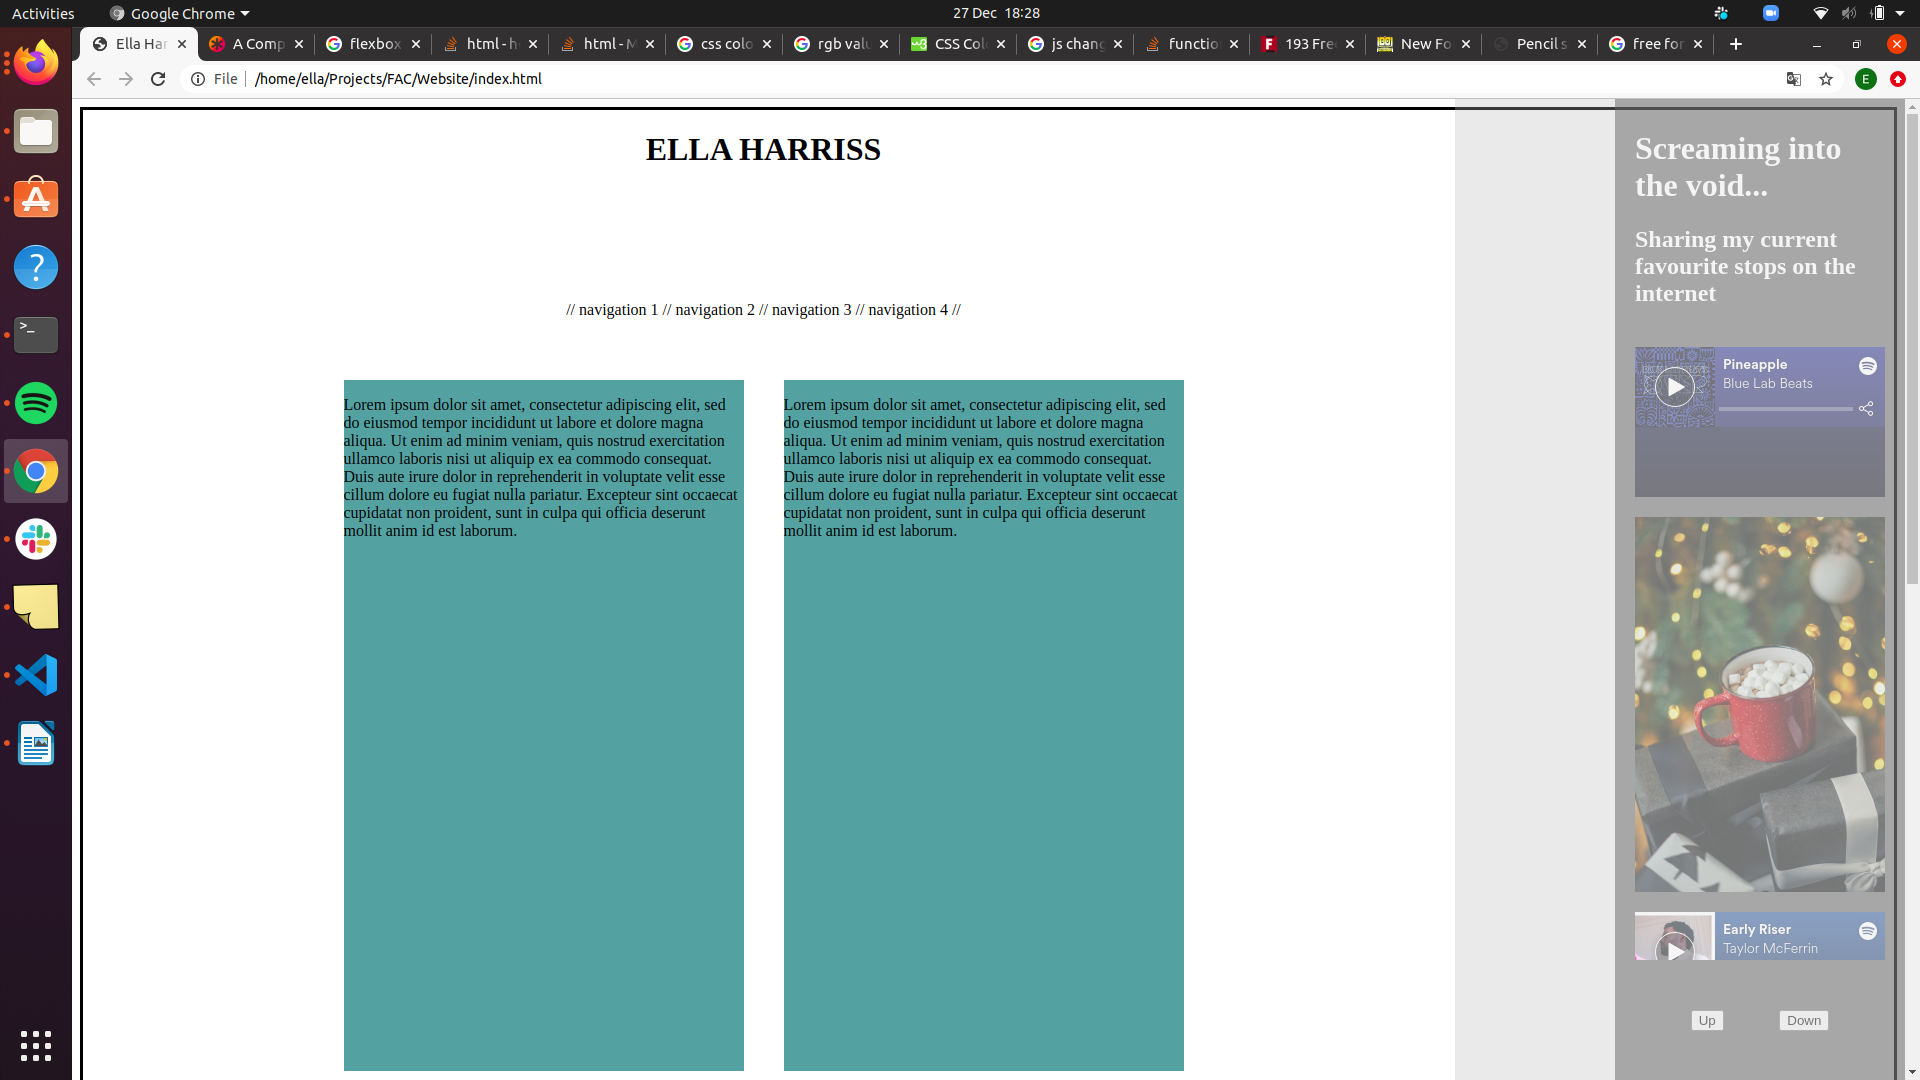 Activities
Google Chrome
27 Dec 18:28
Ella Har
A Comp
flexbox
html - h
html - M
css colo
rgb valu
CSS Col
js chang
functio
193 Fre
New Fo
Pencil s
free for
File
/home/ella/Projects/FAC/Website/index.html
E
ELLA HARRISS
// navigation 1 // navigation 2 // navigation 3 // navigation 4 //
Lorem ipsum dolor sit amet, consectetur adipiscing elit, sed
do eiusmod tempor incididunt ut labore et dolore magna
aliqua. Ut enim ad minim veniam, quis nostrud exercitation
ullamco laboris nisi ut aliquip ex ea commodo consequat.
Duis aute irure dolor in reprehenderit in voluptate velit esse
cillum dolore eu fugiat nulla pariatur. Excepteur sint occaecat
cupidatat non proident, sunt in culpa qui officia deserunt
mollit anim id est laborum.
Lorem ipsum dolor sit amet, consectetur adipiscing elit, sed
do eiusmod tempor incididunt ut labore et dolore magna
aliqua. Ut enim ad minim veniam, quis nostrud exercitation
ullamco laboris nisi ut aliquip ex ea commodo consequat.
Duis aute irure dolor in reprehenderit in voluptate velit esse
cillum dolore eu fugiat nulla pariatur. Excepteur sint occaecat
cupidatat non proident, sunt in culpa qui officia deserunt
mollit anim id est laborum.
Screaming into
the void...
Sharing my current
favourite stops on the
internet
Pineapple
Blue Lab Beats
Early Riser
Taylor McFerrin
Up
Down